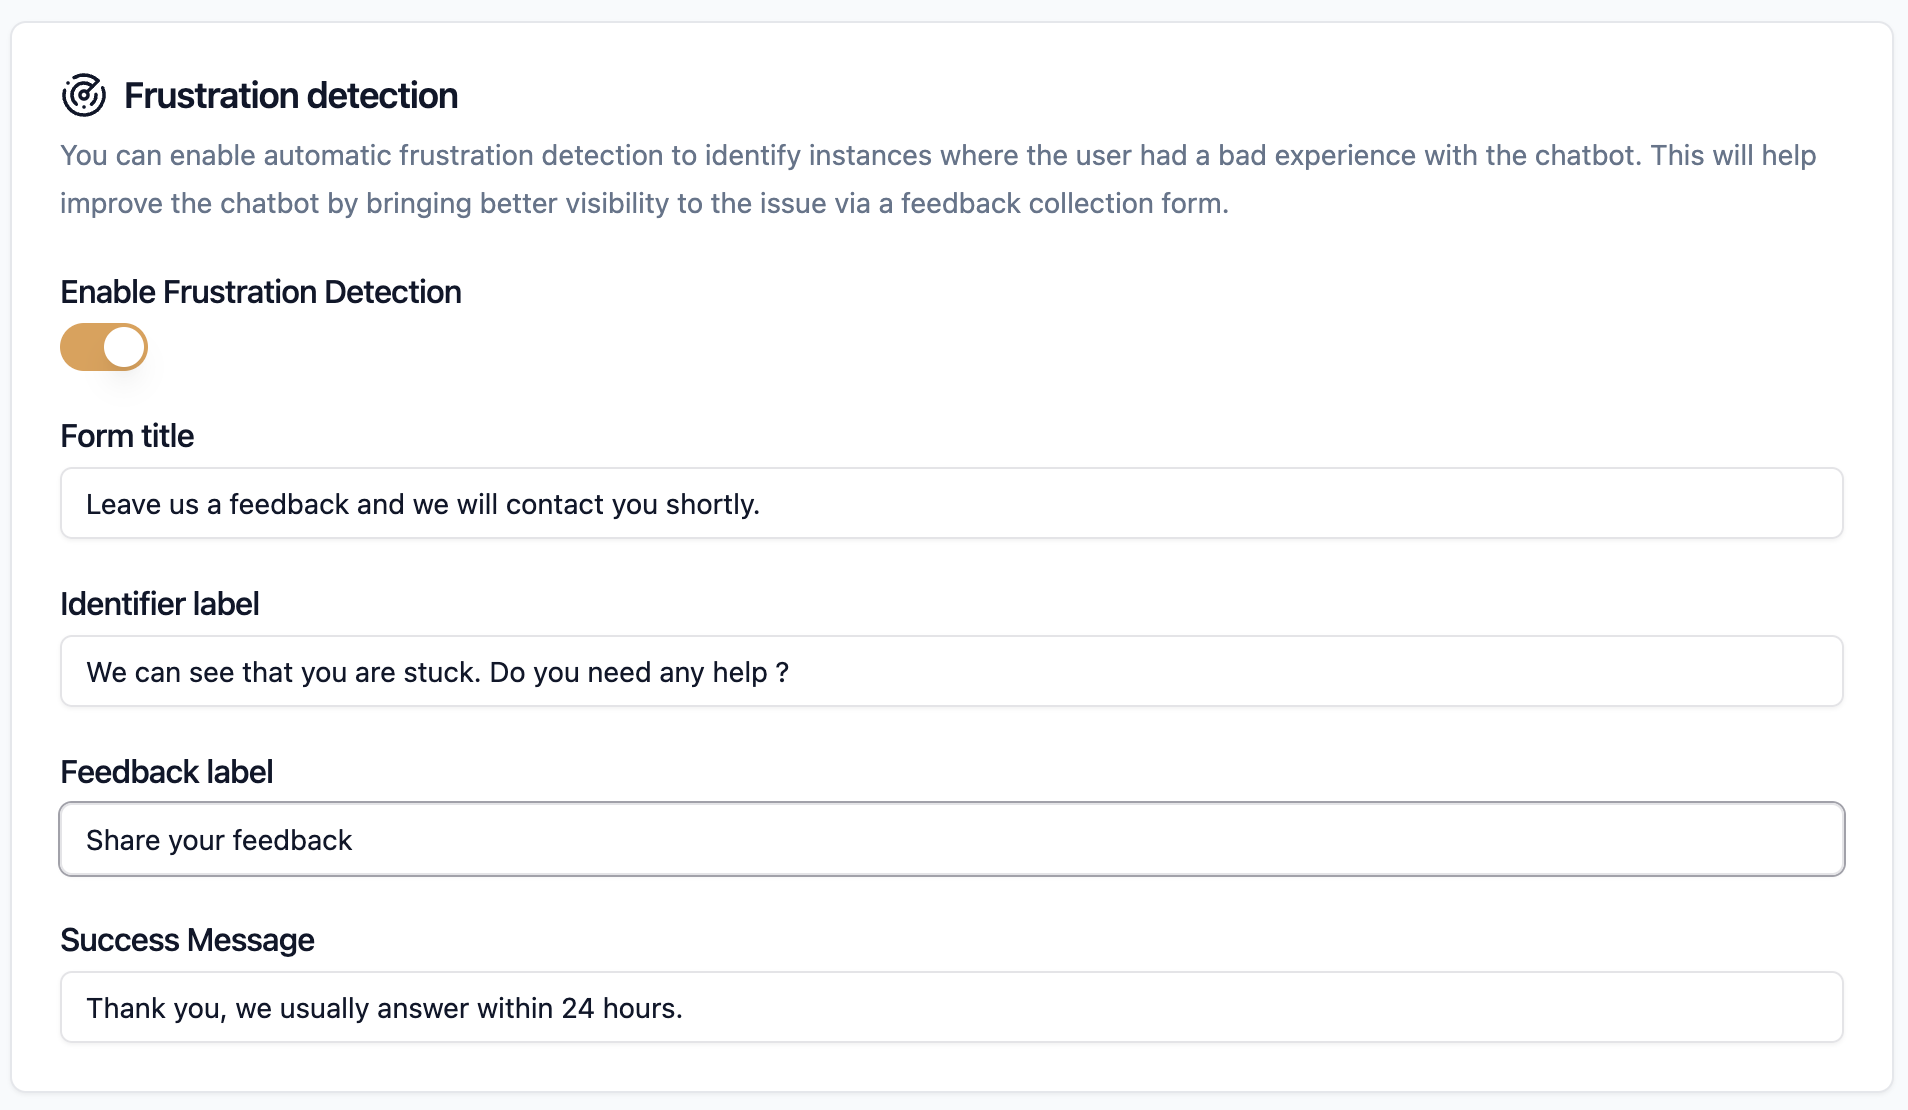 Frustration detection
You can enable automatic frustration detection to identify instances where the user had a bad experience with the chatbot. This will help
improve the chatbot by bringing better visibility to the issue via a feedback collection form.
Enable Frustration Detection
Form title
Leave us a feedback and we will contact you shortly.
Identifier label
We can see that you are stuck. Do you need any help ?
Feedback label
Share your feedback
Success Message
Thank you, we usually answer within 24 hours.